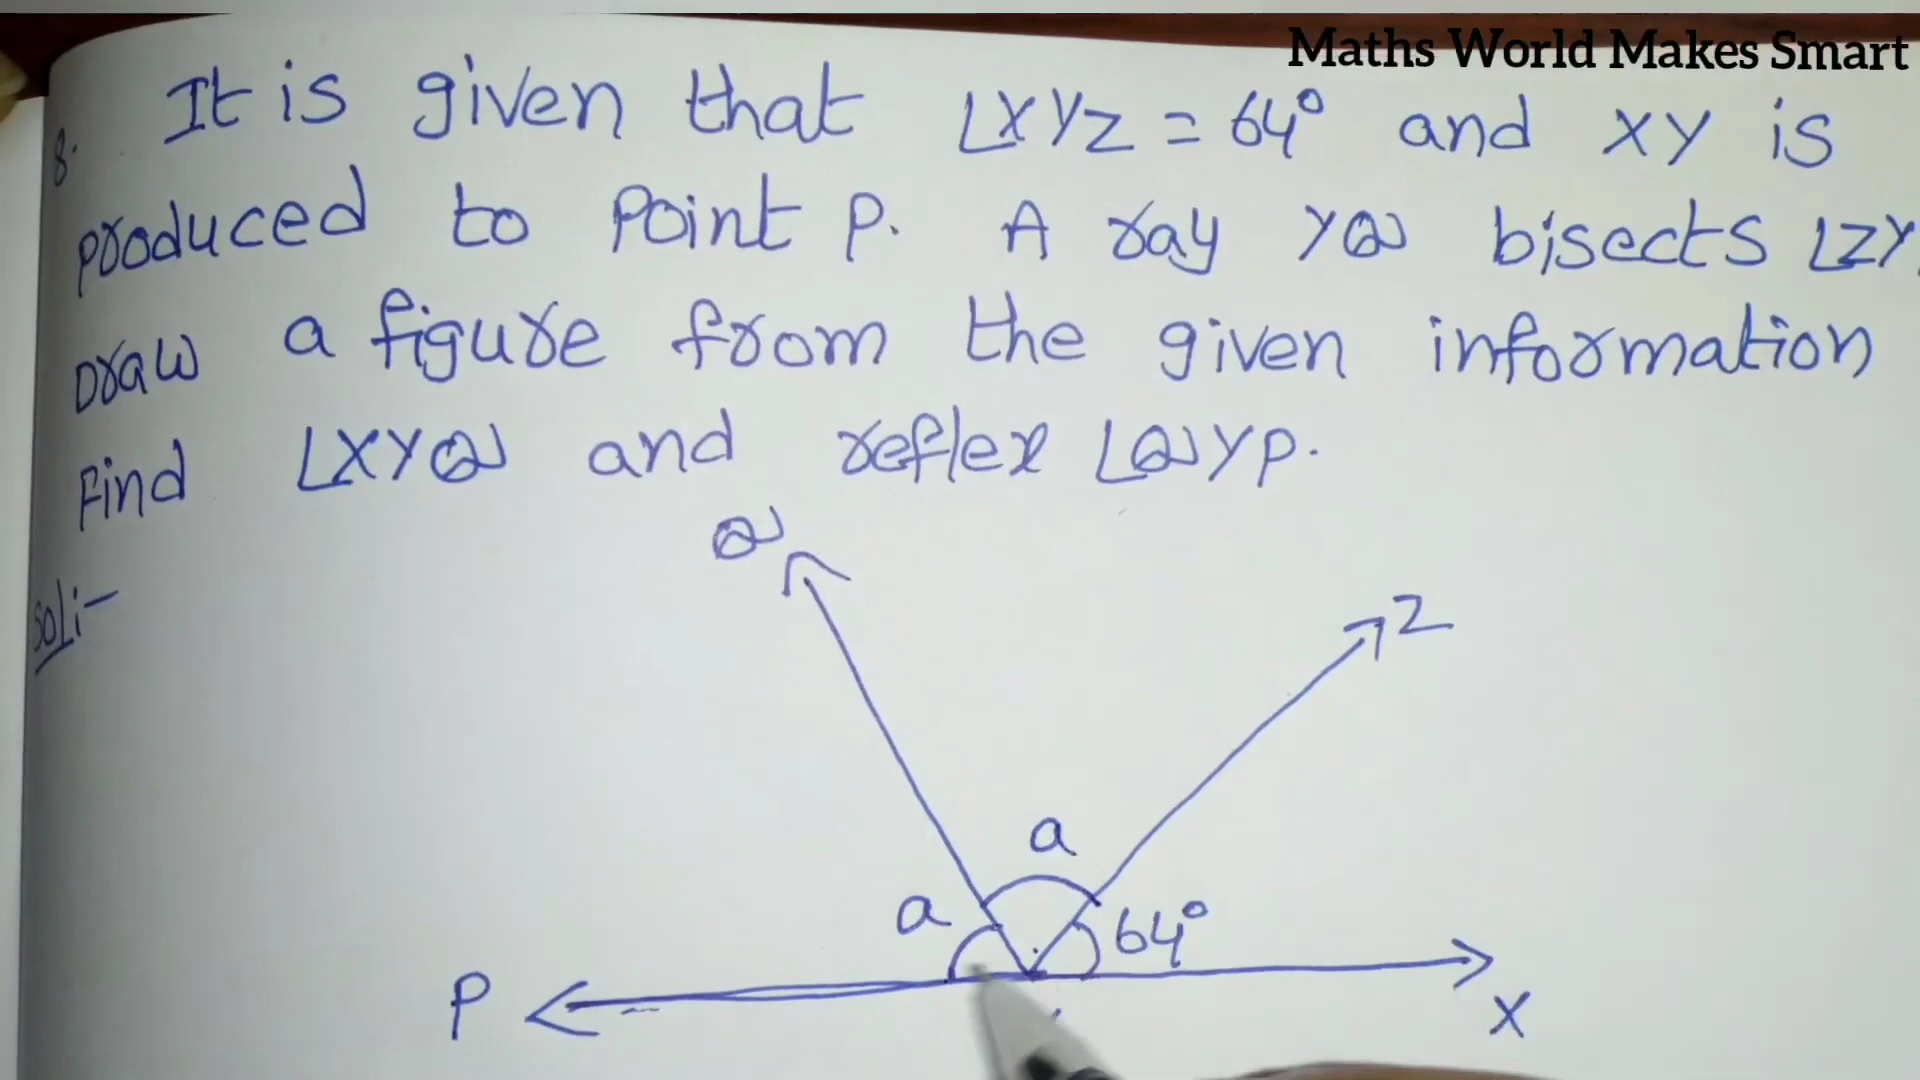 Maths World Makes Smart
8. It is given that ∠XYZ = 64° and XY is
produced to Point P. A ray YQ bisects ∠ZY
Draw a figure from the given information
Find ∠XYQ and reflex ∠QYP.
Sol:-
Q
Z
a
a
64°
P
X